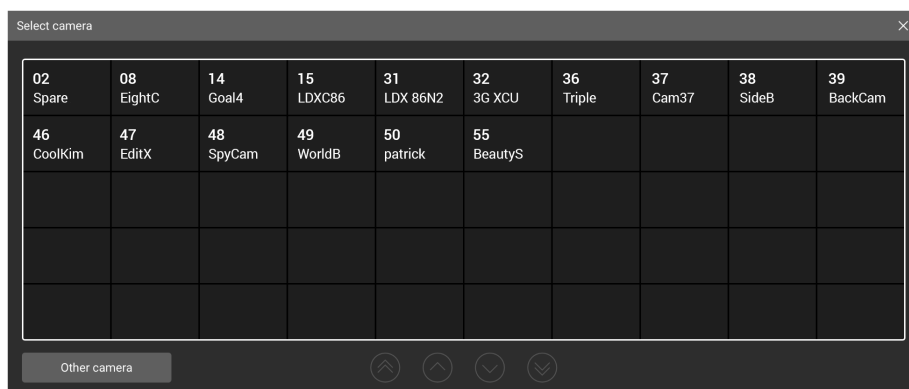 Select camera
02 08 14 15 31 32 36 37 38 39
Spare EightC Goal4 LDXC86 LDX 86N2 3G XCU Triple Cam37 SideB BackCam
46 47 48 49 50 55
CoolKim EditX SpyCam WorldB patrick BeautyS
Other camera